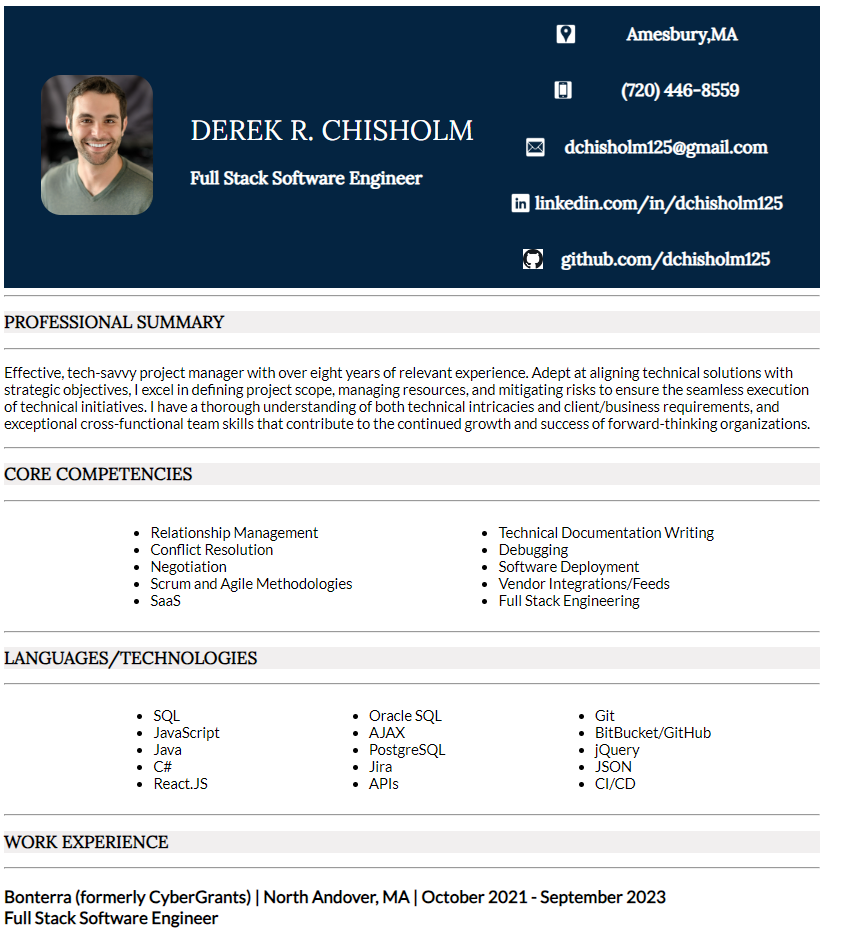 DEREK R. CHISHOLM
Full Stack Software Engineer
Amesbury,MA
(720) 446-8559
dchisholm125@gmail.com
in linkedin.com/in/dchisholm125
github.com/dchisholm125
PROFESSIONAL SUMMARY
Effective, tech-savvy project manager with over eight years of relevant experience. Adept at aligning technical solutions with
strategic objectives, I excel in defining project scope, managing resources, and mitigating risks to ensure the seamless execution
of technical initiatives. I have a thorough understanding of both technical intricacies and client/business requirements, and
exceptional cross-functional team skills that contribute to the continued growth and success of forward-thinking organizations.
CORE COMPETENCIES
• Relationship Management
• Conflict Resolution
• Negotiation
• Scrum and Agile Methodologies
• SaaS
• Technical Documentation Writing
• Debugging
• Software Deployment
• Vendor Integrations/Feeds
• Full Stack Engineering
LANGUAGES/TECHNOLOGIES
• SQL
• JavaScript
• Java
• C#
• React.JS
• Oracle SQL
• AJAX
• PostgreSQL
• Jira
• APIs
• Git
• BitBucket/GitHub
• jQuery
• JSON
• CI/CD
WORK EXPERIENCE
Bonterra (formerly CyberGrants) | North Andover, MA | October 2021 - September 2023
Full Stack Software Engineer